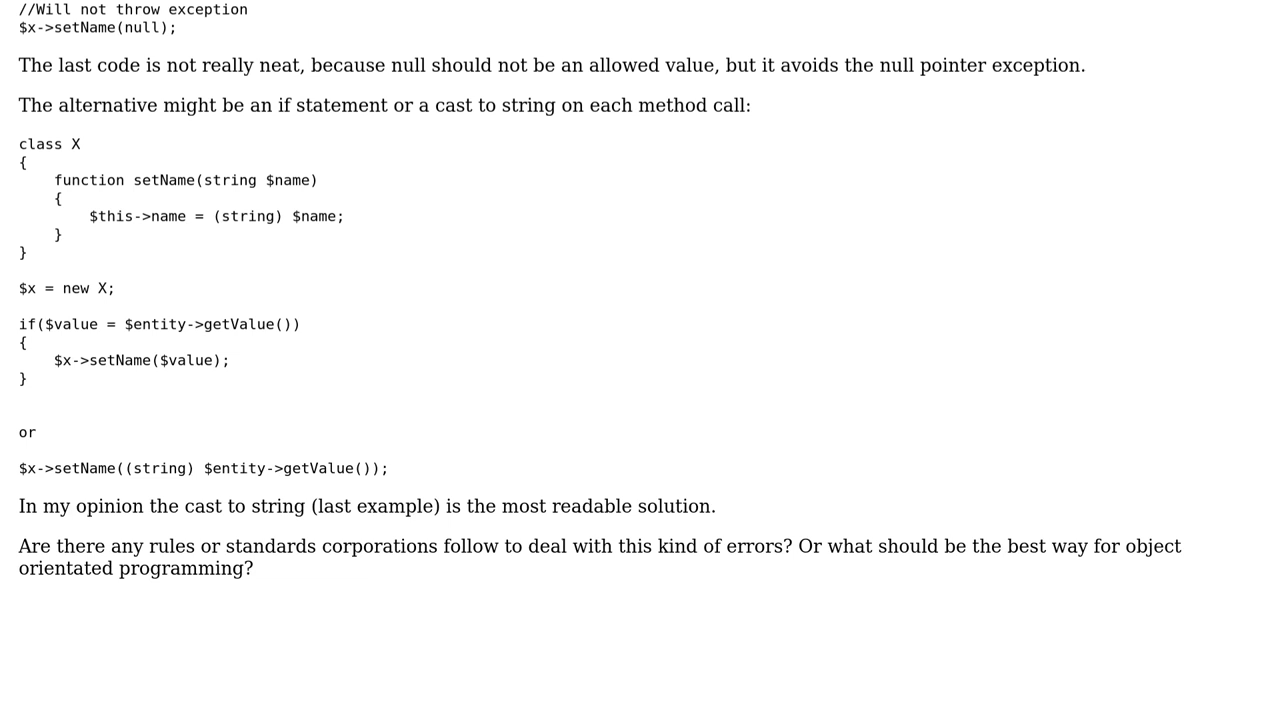 //Will not throw exception
$x->setName(null);
The last code is not really neat, because null should not be an allowed value, but it avoids the null pointer exception.
The alternative might be an if statement or a cast to string on each method call:
class X
{
    function setName(string $name)
    {
        $this->name = (string) $name;
    }
}
$x = new X;
if($value = $entity->getValue())
{
    $x->setName($value);
}
or
$x->setName((string) $entity->getValue());
In my opinion the cast to string (last example) is the most readable solution.
Are there any rules or standards corporations follow to deal with this kind of errors? Or what should be the best way for object
orientated programming?